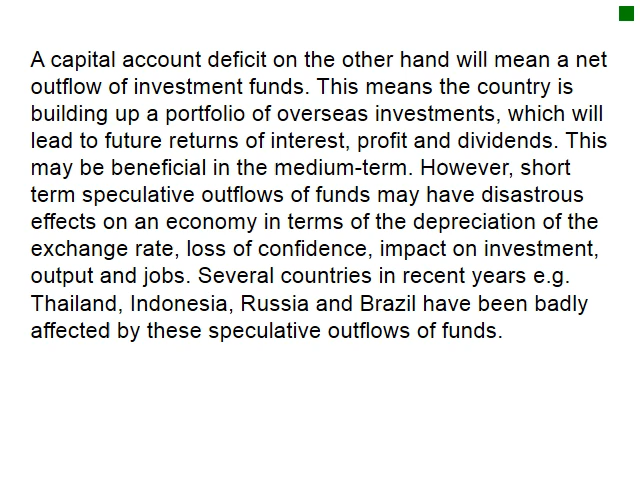 A capital account deficit on the other hand will mean a net
outflow of investment funds. This means the country is
building up a portfolio of overseas investments, which will
lead to future returns of interest, profit and dividends. This
may be beneficial in the medium-term. However, short
term speculative outflows of funds may have disastrous
effects on an economy in terms of the depreciation of the
exchange rate, loss of confidence, impact on investment,
output and jobs. Several countries in recent years e.g.
Thailand, Indonesia, Russia and Brazil have been badly
affected by these speculative outflows of funds.